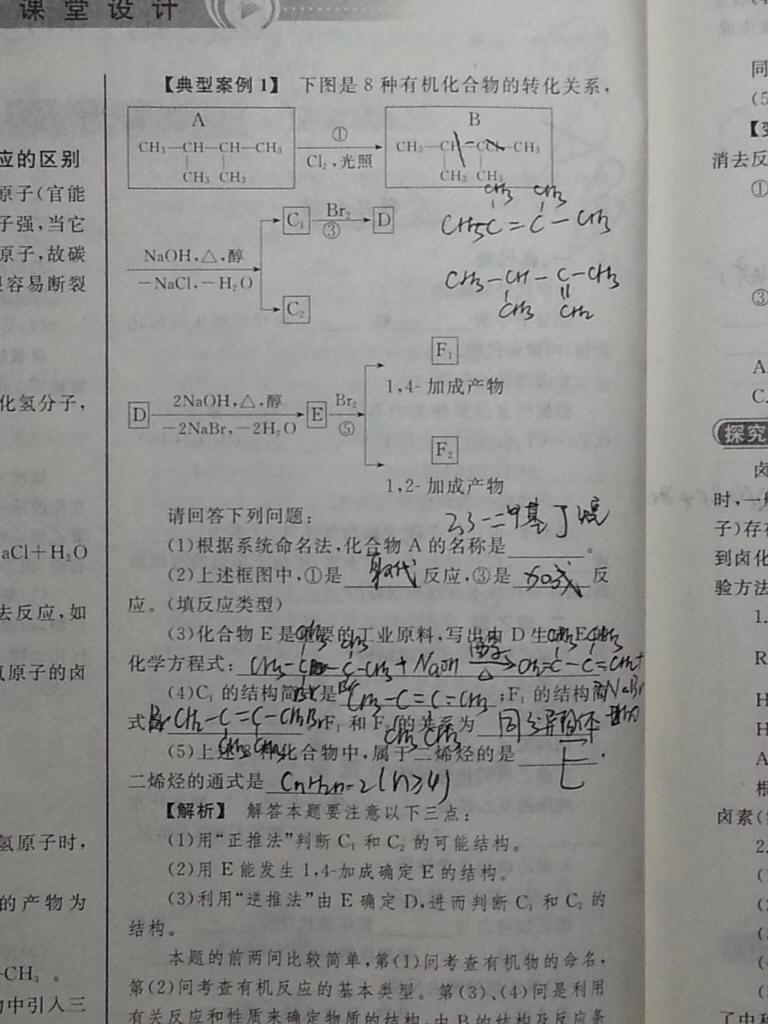 课堂设计
【典型案例1】 下图是8种有机化合物的转化关系,
A
CH₃—CH—CH—CH₃
CH₃ CH₃
①
Cl₂,光照
B
CH₃—CH
CH₃
CH₃ CH₃
CH₃ CH₃
CH₃C=C—CH₃
C₁ Br₂ ③ D
NaOH,△,醇
-NaCl,-H₂O
C₂
CH₃—CH—C—CH₃
CH₃ CH₂
F₁
1,4-加成产物
D 2NaOH,△,醇 E Br₂
-2NaBr,-2H₂O ⑤
F₂
1,2-加成产物
请回答下列问题:
2,3-二甲基丁烷
(1)根据系统命名法,化合物A的名称是 。
(2)上述框图中,①是 取代 反应,③是 加成 反
应。(填反应类型)
(3)化合物E是重要的工业原料,写出由D生 E
化学方程式: CH₃—C—C—CH₃+NaOH 醇 △ CH₂=C—C=CH₂+
(4)C₁的结构简式是 CH₃—C=C=CH₃ ;F₁的结构简
式 BrCH₂—C=C—CH₂Br F₁和F₂的关系为 同分异构体
CH₃ CH₃
(5)上述8种化合物中,属于二烯烃的是 E ,
二烯烃的通式是 CnH2n-2(n≥4)
【解析】 解答本题要注意以下三点:
(1)用“正推法”判断C₁和C₂的可能结构。
(2)用E能发生1,4-加成确定E的结构。
(3)利用“逆推法”由E确定D,进而判断C₁和C₂的
结构。
本题的前两问比较简单,第(1)问考查有机物的命名,
第(2)问考查有机反应的基本类型。第(3)、(4)问是利用
有关反应和性质来确定物质的结构,由B的结构及反应条
应的区别
原子(官能
子强,当它
原子,故碳
容易断裂
化氢分子,
aCl+H₂O
去反应,如
原子的卤
氢原子时,
的产物为
-CH₃。
物中引入三
同
(5
消去反
①
③
A
C.
探究
卤
时,一般
子)存在
到卤化
验方法
1.
R
H
H
A
根
卤素(
2.
(1
(2
(3
(4
(5
了中和